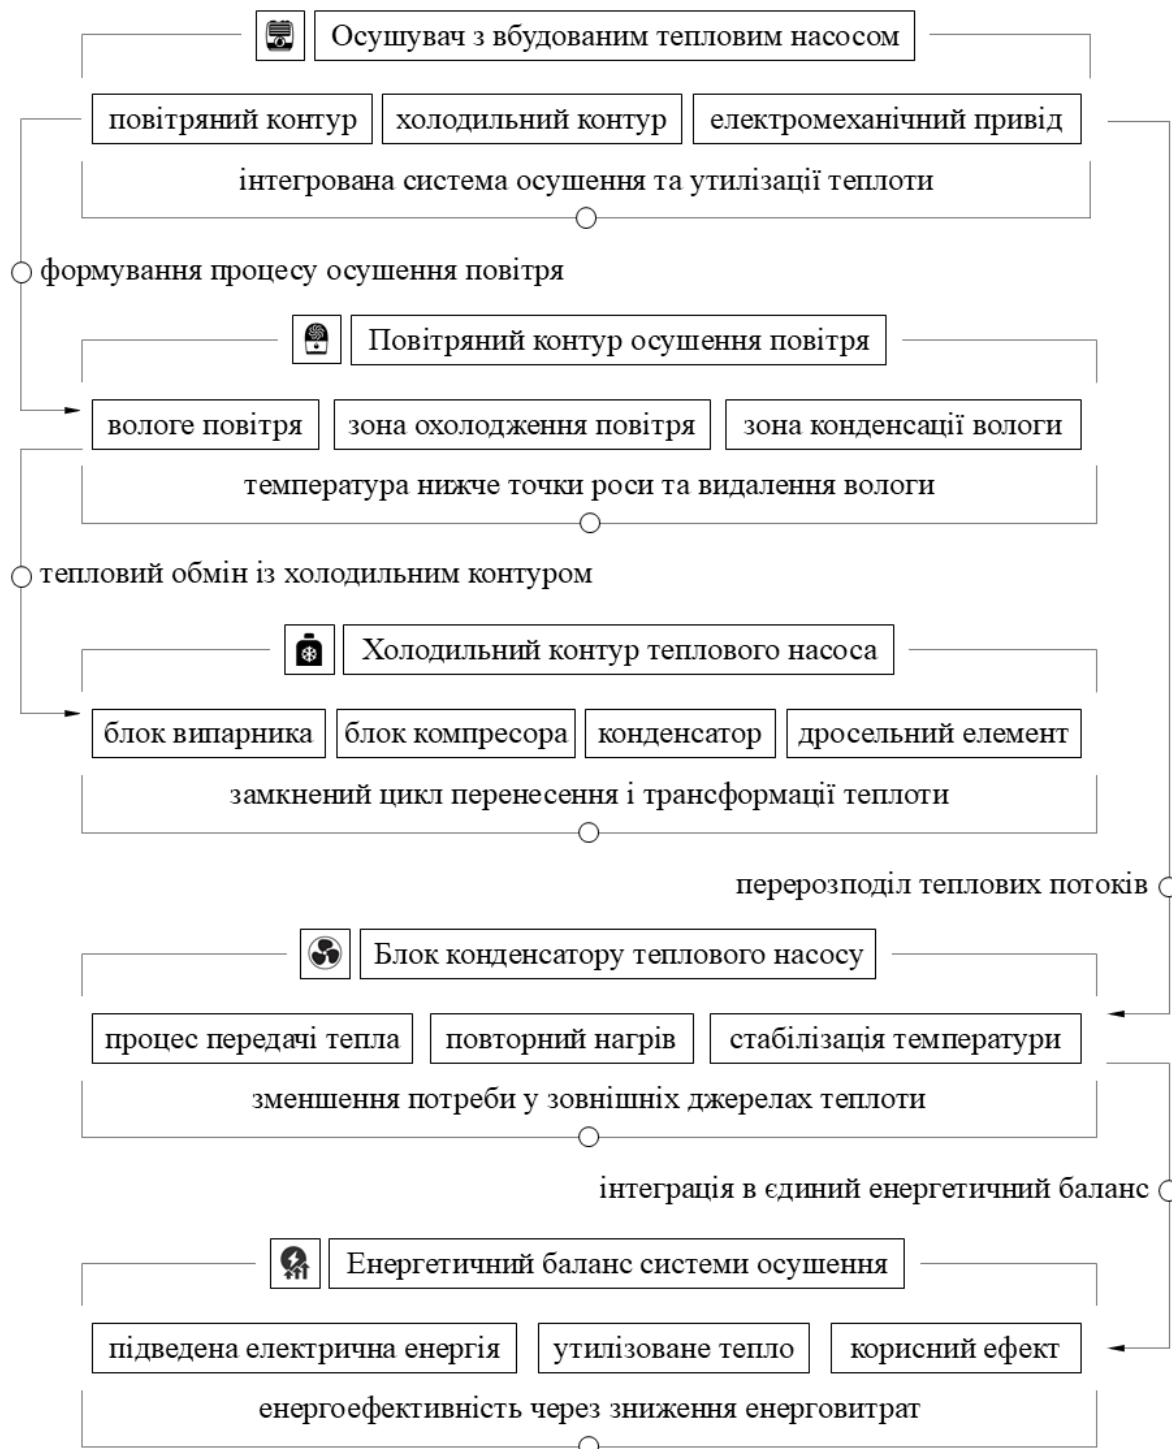 Осушувач з вбудованим тепловим насосом
повітряний контур холодильний контур електромеханічний привід
інтегрована система осушення та утилізації теплоти
формування процесу осушення повітря
Повітряний контур осушення повітря
вологе повітря зона охолодження повітря зона конденсації вологи
температура нижче точки роси та видалення вологи
тепловий обмін із холодильним контуром
Холодильний контур теплового насоса
блок випарника блок компресора конденсатор дросельний елемент
замкнений цикл перенесення і трансформації теплоти
перерозподіл теплових потоків
Блок конденсатору теплового насосу
процес передачі тепла повторний нагрів стабілізація температури
зменшення потреби у зовнішніх джерелах теплоти
інтеграція в єдиний енергетичний баланс
Енергетичний баланс системи осушення
підведена електрична енергія утилізоване тепло корисний ефект
енергоефективність через зниження енерговитрат